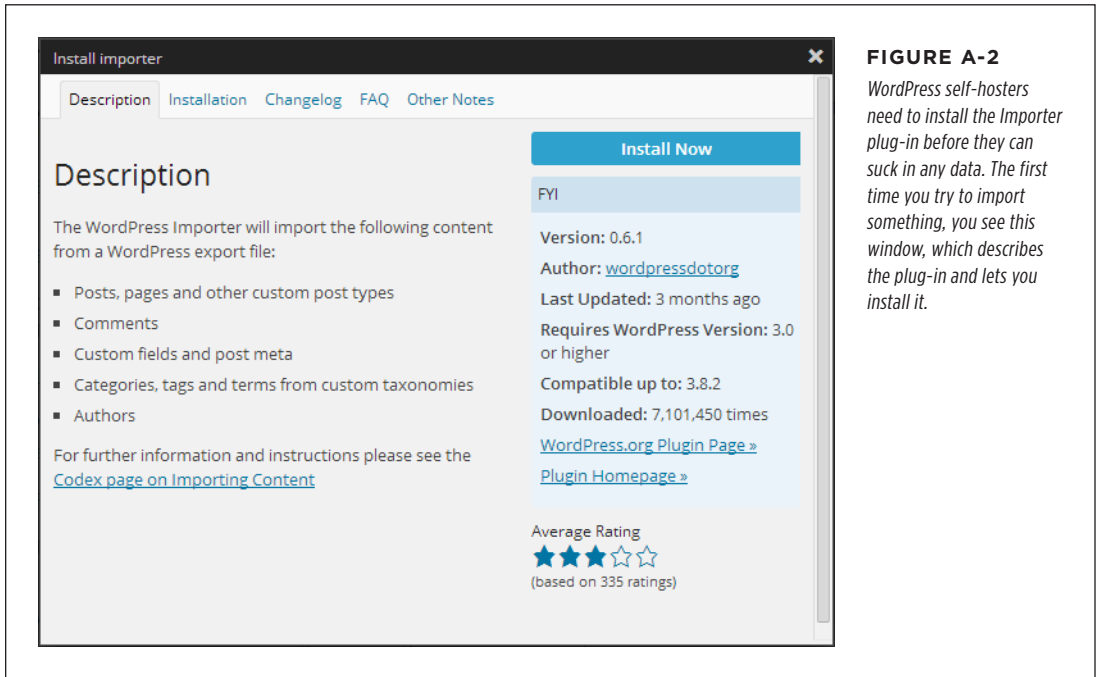 Install importer
Description Installation Changelog FAQ Other Notes
Description
The WordPress Importer will import the following content
from a WordPress export file:
Posts, pages and other custom post types
Comments
Custom fields and post meta
Categories, tags and terms from custom taxonomies
Authors
For further information and instructions please see the
Codex page on Importing Content
Install Now
FYI
Version: 0.6.1
Author: wordpressdotorg
Last Updated: 3 months ago
Requires WordPress Version: 3.0
or higher
Compatible up to: 3.8.2
Downloaded: 7,101,450 times
WordPress.org Plugin Page »
Plugin Homepage »
Average Rating
(based on 335 ratings)
FIGURE A-2
WordPress self-hosters
need to install the Importer
plug-in before they can
suck in any data. The first
time you try to import
something, you see this
window, which describes
the plug-in and lets you
install it.